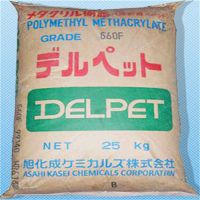 メタクリル樹脂
POLYMETHYL METHACRYLATE
GRADE 560F
デルペット
DELPET
NET 25 kg
旭化成ケミカルズ株式会社
ASAHI KASEI CHEMICALS CORPORATION
B